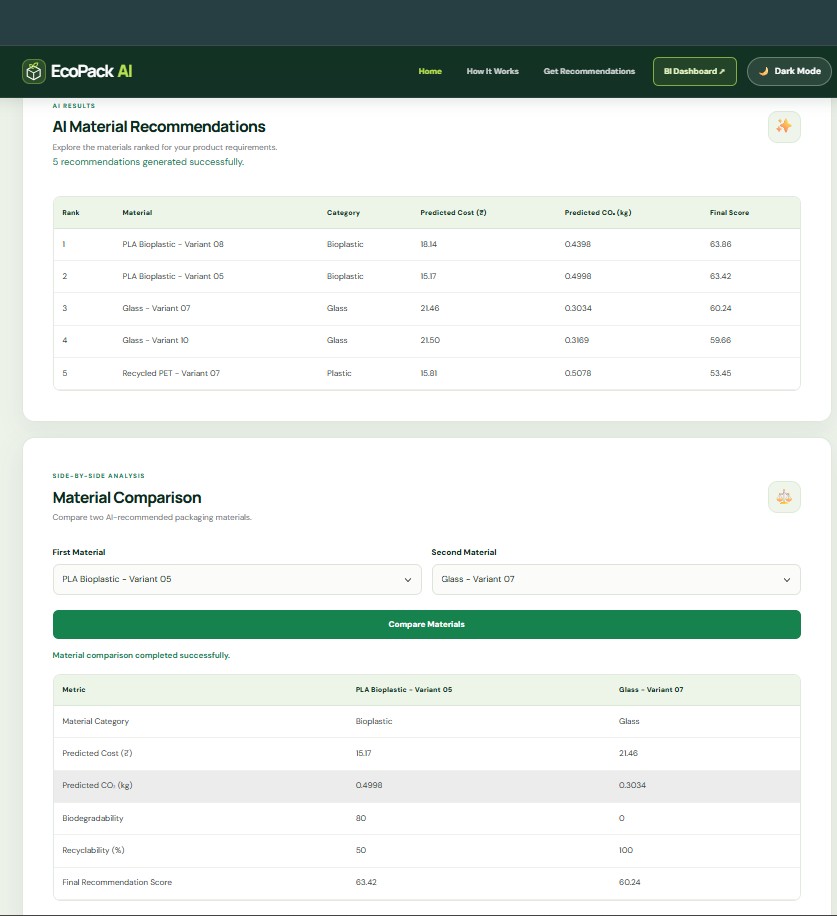 EcoPack AI
Home How It Works Get Recommendations BI Dashboard ↗ 🌙 Dark Mode
AI RESULTS
AI Material Recommendations
Explore the materials ranked for your product requirements.
5 recommendations generated successfully.
Rank Material Category Predicted Cost (₹) Predicted CO₂ (kg) Final Score
1 PLA Bioplastic - Variant 08 Bioplastic 18.14 0.4398 63.86
2 PLA Bioplastic - Variant 05 Bioplastic 15.17 0.4998 63.42
3 Glass - Variant 07 Glass 21.46 0.3034 60.24
4 Glass - Variant 10 Glass 21.50 0.3169 59.66
5 Recycled PET - Variant 07 Plastic 15.81 0.5078 53.45
SIDE-BY-SIDE ANALYSIS
Material Comparison
Compare two AI-recommended packaging materials.
First Material Second Material
PLA Bioplastic - Variant 05 Glass - Variant 07
Compare Materials
Material comparison completed successfully.
Metric PLA Bioplastic - Variant 05 Glass - Variant 07
Material Category Bioplastic Glass
Predicted Cost (₹) 15.17 21.46
Predicted CO₂ (kg) 0.4998 0.3034
Biodegradability 80 0
Recyclability (%) 50 100
Final Recommendation Score 63.42 60.24